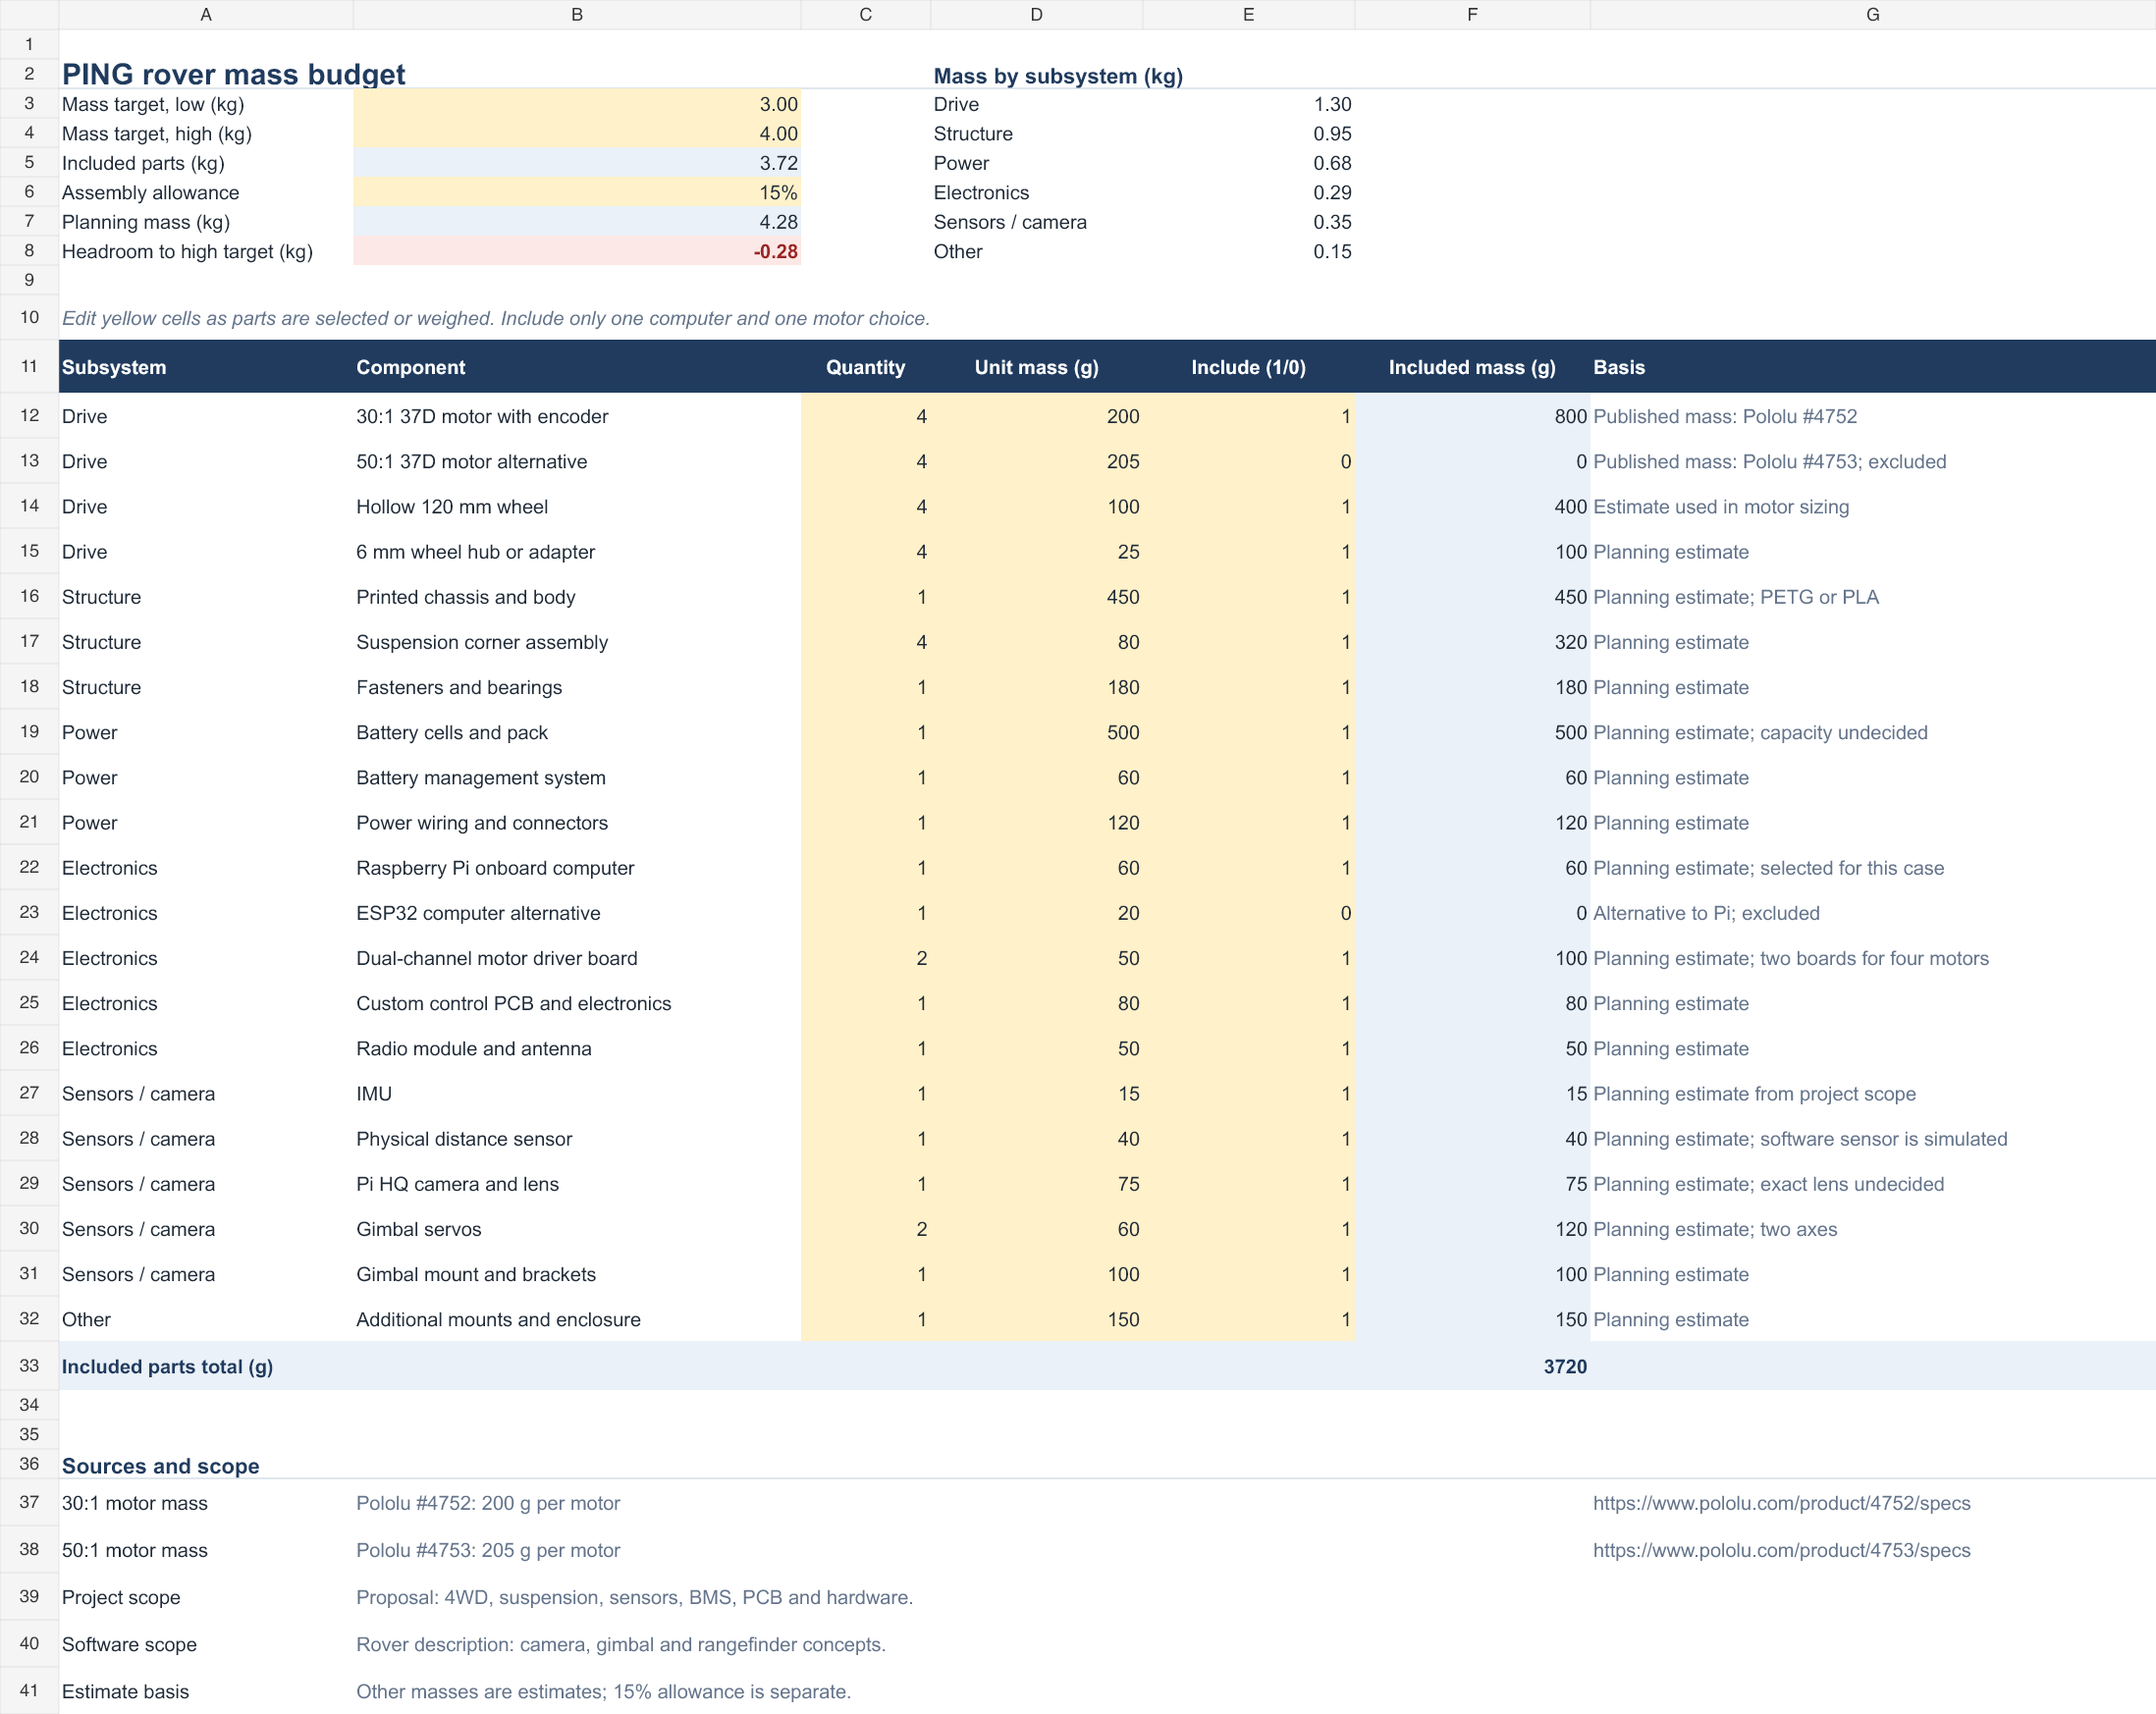 A B C D E F G
1
2 PING rover mass budget Mass by subsystem (kg)
3 Mass target, low (kg) 3.00 Drive 1.30
4 Mass target, high (kg) 4.00 Structure 0.95
5 Included parts (kg) 3.72 Power 0.68
6 Assembly allowance 15% Electronics 0.29
7 Planning mass (kg) 4.28 Sensors / camera 0.35
8 Headroom to high target (kg) -0.28 Other 0.15
9
10 Edit yellow cells as parts are selected or weighed. Include only one computer and one motor choice.
11 Subsystem Component Quantity Unit mass (g) Include (1/0) Included mass (g) Basis
12 Drive 30:1 37D motor with encoder 4 200 1 800 Published mass: Pololu #4752
13 Drive 50:1 37D motor alternative 4 205 0 0 Published mass: Pololu #4753; excluded
14 Drive Hollow 120 mm wheel 4 100 1 400 Estimate used in motor sizing
15 Drive 6 mm wheel hub or adapter 4 25 1 100 Planning estimate
16 Structure Printed chassis and body 1 450 1 450 Planning estimate; PETG or PLA
17 Structure Suspension corner assembly 4 80 1 320 Planning estimate
18 Structure Fasteners and bearings 1 180 1 180 Planning estimate
19 Power Battery cells and pack 1 500 1 500 Planning estimate; capacity undecided
20 Power Battery management system 1 60 1 60 Planning estimate
21 Power Power wiring and connectors 1 120 1 120 Planning estimate
22 Electronics Raspberry Pi onboard computer 1 60 1 60 Planning estimate; selected for this case
23 Electronics ESP32 computer alternative 1 20 0 0 Alternative to Pi; excluded
24 Electronics Dual-channel motor driver board 2 50 1 100 Planning estimate; two boards for four motors
25 Electronics Custom control PCB and electronics 1 80 1 80 Planning estimate
26 Electronics Radio module and antenna 1 50 1 50 Planning estimate
27 Sensors / camera IMU 1 15 1 15 Planning estimate from project scope
28 Sensors / camera Physical distance sensor 1 40 1 40 Planning estimate; software sensor is simulated
29 Sensors / camera Pi HQ camera and lens 1 75 1 75 Planning estimate; exact lens undecided
30 Sensors / camera Gimbal servos 2 60 1 120 Planning estimate; two axes
31 Sensors / camera Gimbal mount and brackets 1 100 1 100 Planning estimate
32 Other Additional mounts and enclosure 1 150 1 150 Planning estimate
33 Included parts total (g) 3720
34
35
36 Sources and scope
37 30:1 motor mass Pololu #4752: 200 g per motor https://www.pololu.com/product/4752/specs
38 50:1 motor mass Pololu #4753: 205 g per motor https://www.pololu.com/product/4753/specs
39 Project scope Proposal: 4WD, suspension, sensors, BMS, PCB and hardware.
40 Software scope Rover description: camera, gimbal and rangefinder concepts.
41 Estimate basis Other masses are estimates; 15% allowance is separate.